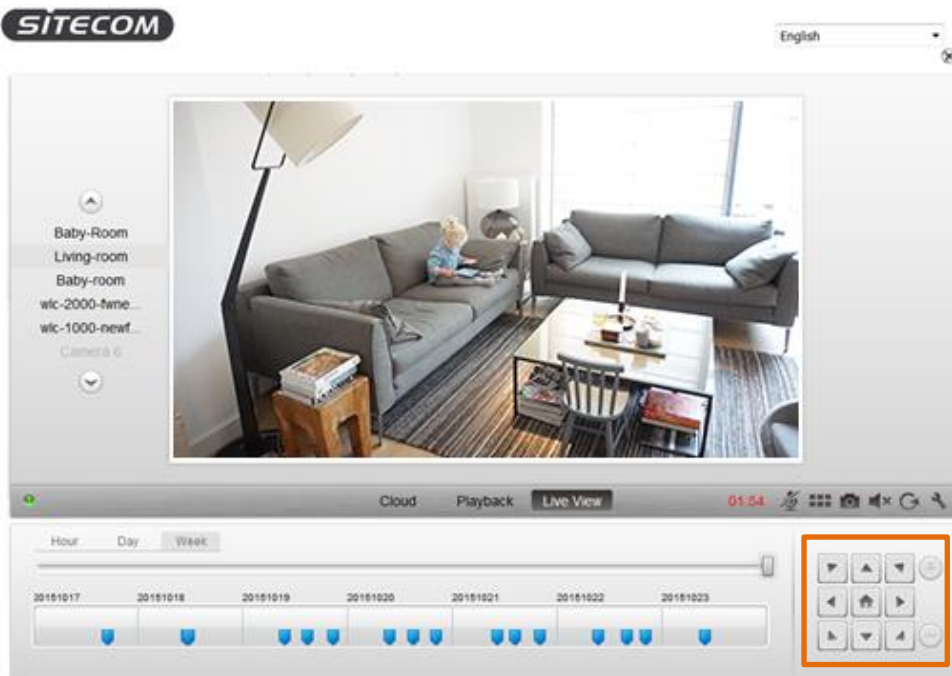 SITECOM
English
Baby-Room
Living-room
Baby-room
wlc-2000-fwne...
wlc-1000-newf...
Camera 6
Cloud Playback Live View 01:54
Hour Day Week
20151017 20151018 20151019 20151020 20151021 20151022 20151023